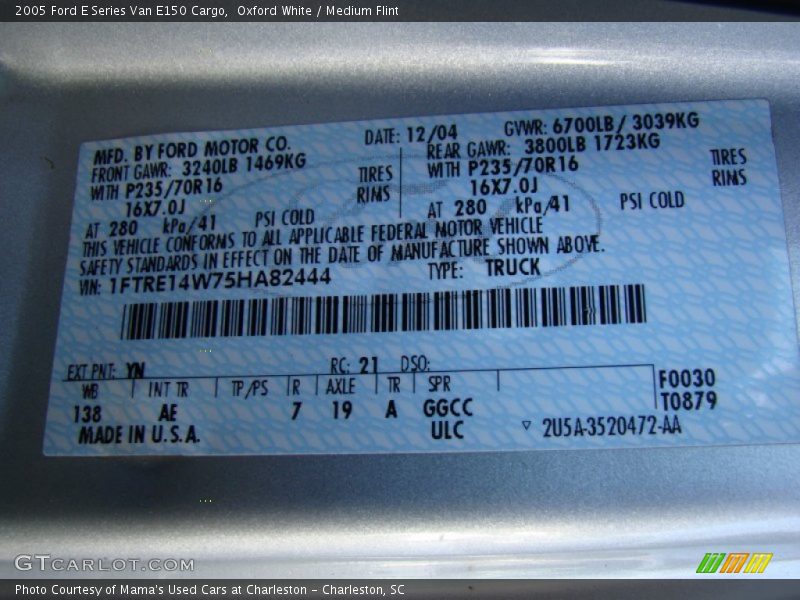 2005 Ford E Series Van E150 Cargo, Oxford White / Medium Flint
MFD. BY FORD MOTOR CO. DATE: 12/04 GVWR: 6700LB / 3039KG
FRONT GAWR: 3240LB 1469KG REAR GAWR: 3800LB 1723KG
WITH P235/70R16 TIRES WITH P235/70R16 TIRES
16X7.0J RIMS 16X7.0J RIMS
AT 280 kPa/41 PSI COLD AT 280 kPa/41 PSI COLD
THIS VEHICLE CONFORMS TO ALL APPLICABLE FEDERAL MOTOR VEHICLE
SAFETY STANDARDS IN EFFECT ON THE DATE OF MANUFACTURE SHOWN ABOVE.
VIN: 1FTRE14W75HA82444 TYPE: TRUCK
EXT PNT: YN RC: 21 DSO:
WB INT TR TP/PS R AXLE TR SPR F0030
138 AE 7 19 A GGCC T0879
MADE IN U.S.A. ULC ▽ 2U5A-3520472-AA
GTCARLOT.COM
Photo Courtesy of Mama's Used Cars at Charleston – Charleston, SC